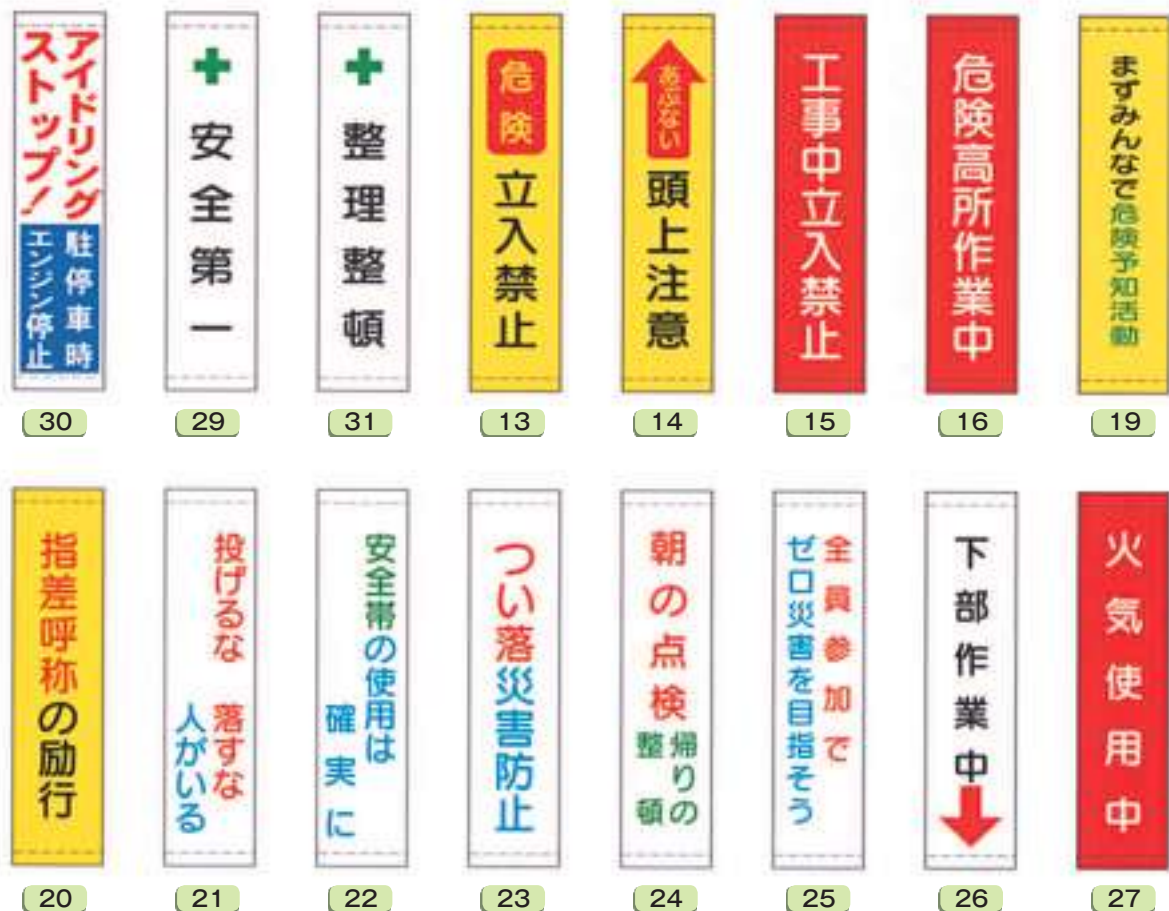 アイドリング
ストップ!
駐停車時
エンジン停止
30
安全第一
29
整理整頓
31
危険
立入禁止
13
あぶない
頭上注意
14
工事中立入禁止
15
危険高所作業中
16
まずみんなで危険予知活動
19
指差呼称の励行
20
投げるな 落すな
人がいる
21
安全帯の使用は
確実に
22
つい落災害防止
23
朝の点検
帰りの
整頓
24
全員参加で
ゼロ災害を目指そう
25
下部作業中
26
火気使用中
27